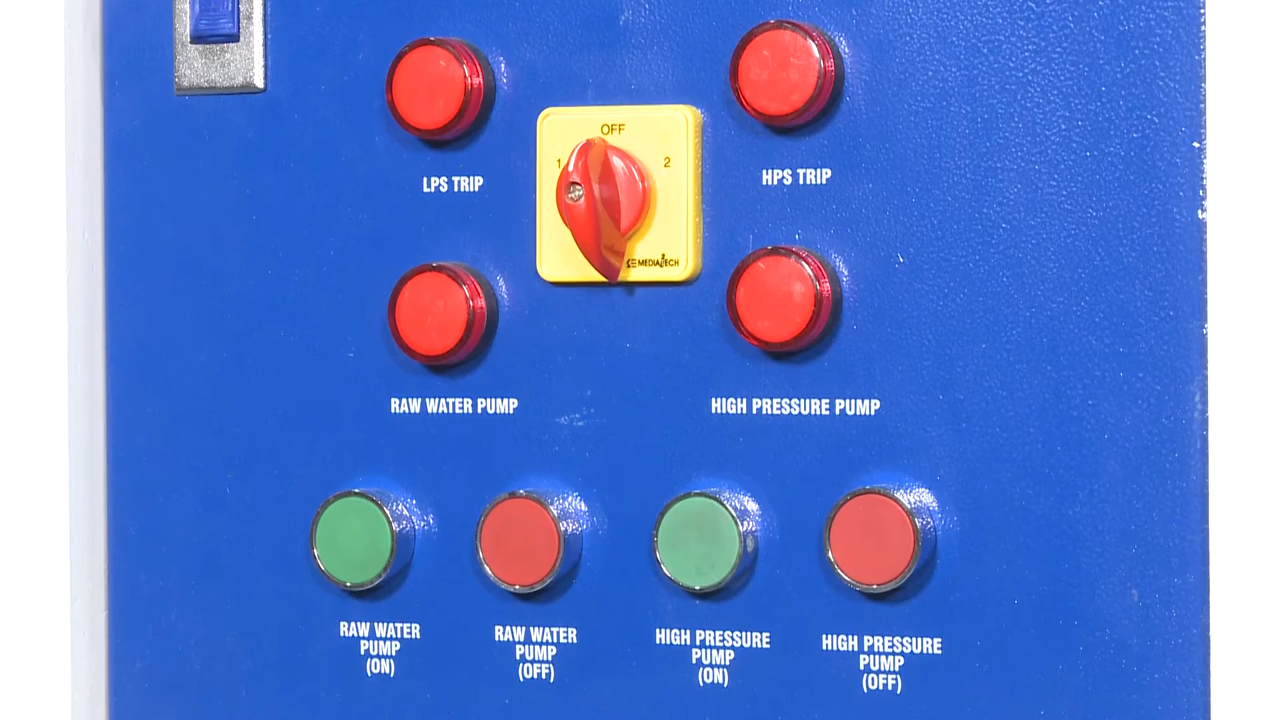 OFF
1
2
LPS TRIP
HPS TRIP
RAW WATER PUMP
HIGH PRESSURE PUMP
RAW WATER
PUMP
(ON)
RAW WATER
PUMP
(OFF)
HIGH PRESSURE
PUMP
(ON)
HIGH PRESSURE
PUMP
(OFF)